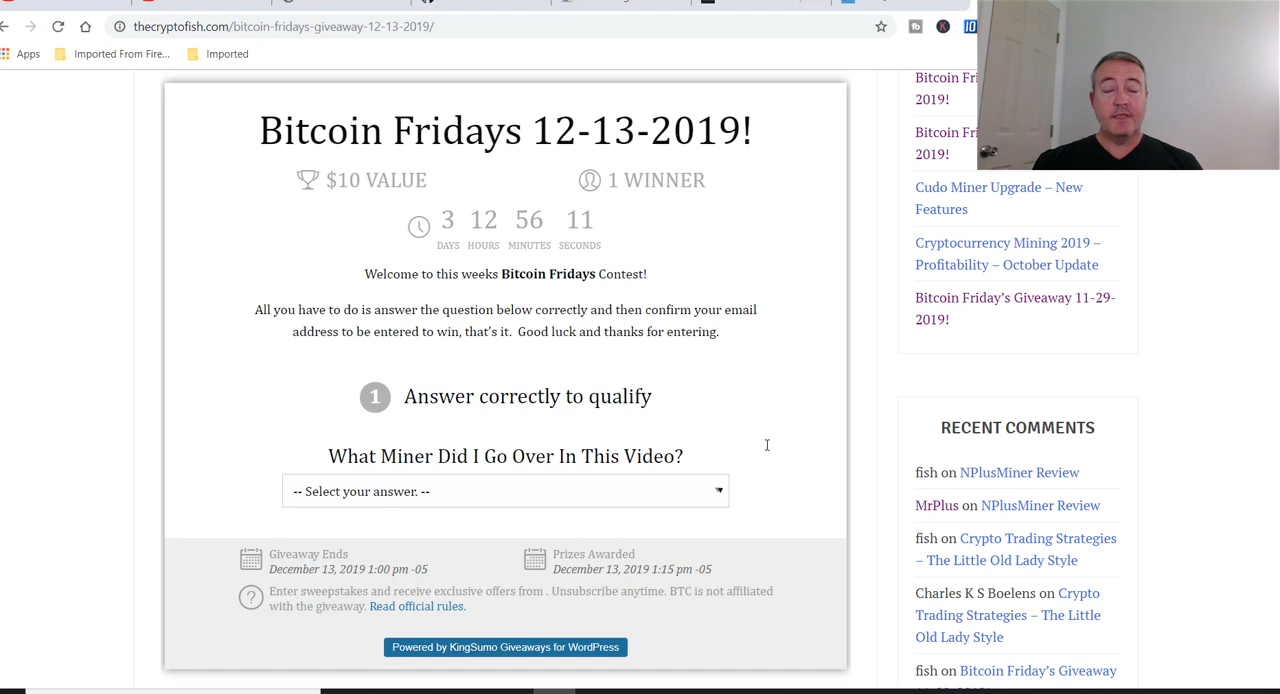 thecryptofish.com/bitcoin-fridays-giveaway-12-13-2019/
Apps
Imported From Fire...
Imported
Bitcoin Fridays 12-13-2019!
$10 VALUE
1 WINNER
3 12 56 11
DAYS HOURS MINUTES SECONDS
Welcome to this weeks Bitcoin Fridays Contest!
All you have to do is answer the question below correctly and then confirm your email
address to be entered to win, that's it. Good luck and thanks for entering.
1 Answer correctly to qualify
What Miner Did I Go Over In This Video?
-- Select your answer. --
Giveaway Ends
December 13, 2019 1:00 pm -05
Prizes Awarded
December 13, 2019 1:15 pm -05
? Enter sweepstakes and receive exclusive offers from . Unsubscribe anytime. BTC is not affiliated
with the giveaway. Read official rules.
Powered by KingSumo Giveaways for WordPress
Bitcoin Fri
2019!
Bitcoin Fri
2019!
Cudo Miner Upgrade – New
Features
Cryptocurrency Mining 2019 –
Profitability – October Update
Bitcoin Friday's Giveaway 11-29-
2019!
RECENT COMMENTS
fish on NPlusMiner Review
MrPlus on NPlusMiner Review
fish on Crypto Trading Strategies
– The Little Old Lady Style
Charles K S Boelens on Crypto
Trading Strategies – The Little
Old Lady Style
fish on Bitcoin Friday's Giveaway